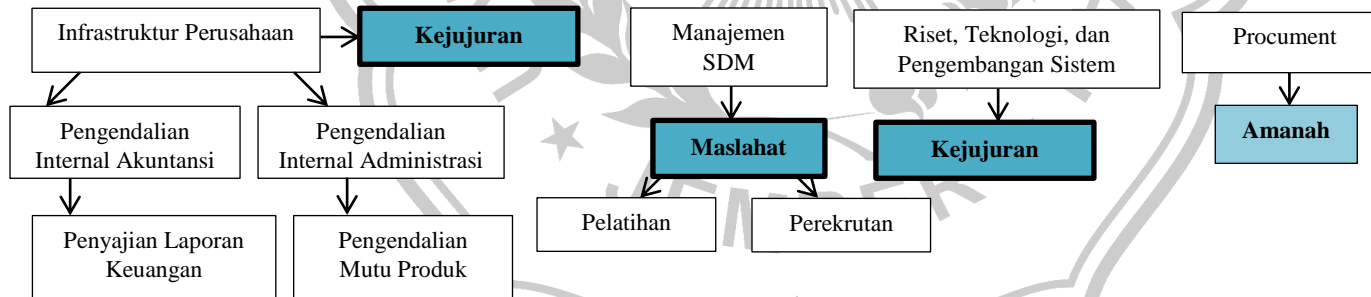 Infrastruktur Perusahaan
Kejujuran
Manajemen
SDM
Riset, Teknologi, dan
Pengembangan Sistem
Procument
Pengendalian
Internal Akuntansi
Pengendalian
Internal Administrasi
Maslahat
Kejujuran
Amanah
Pelatihan
Perekrutan
Penyajian Laporan
Keuangan
Pengendalian
Mutu Produk
JEMBER